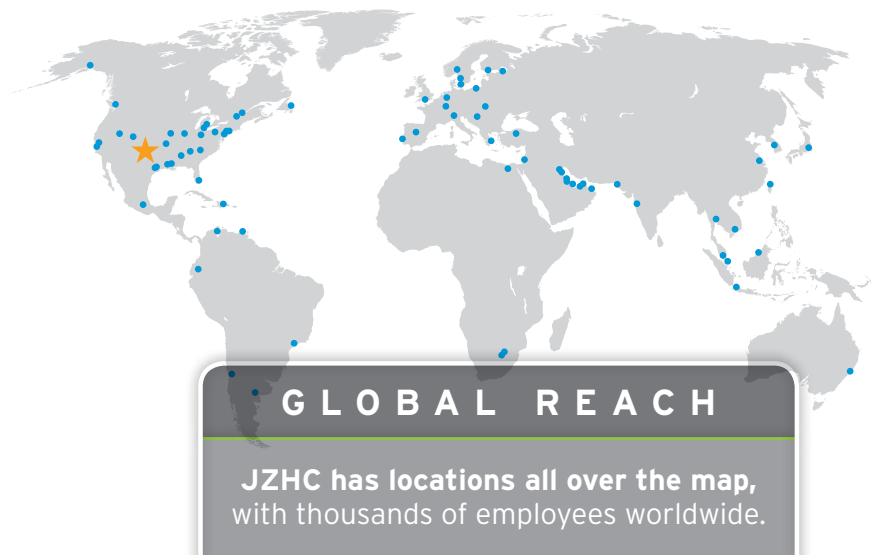 GLOBAL REACH
JZHC has locations all over the map,
with thousands of employees worldwide.